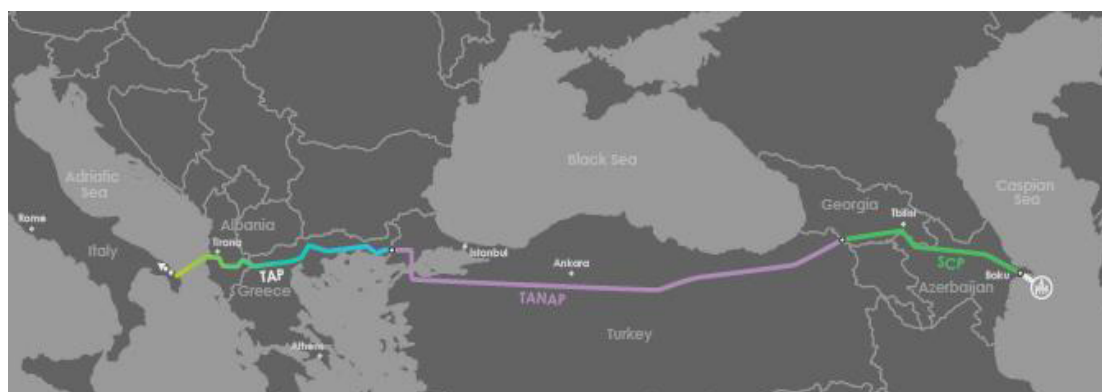 Black Sea
Adriatic
Sea
Caspian
Sea
Georgia
Tbilisi
Rome
Albania
Tirana
Italy
Istanbul
Ankara
TAP
SCP
Baku
Greece
TANAP
Azerbaijan
Turkey
Athens